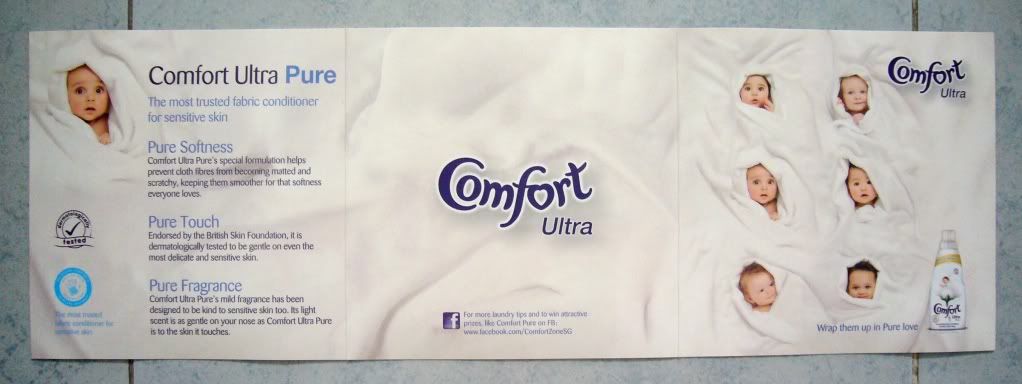 Comfort Ultra Pure
The most trusted fabric conditioner
for sensitive skin
Pure Softness
Comfort Ultra Pure's special formulation helps
prevent cloth fibres from becoming matted and
scratchy, keeping them smoother for that softness
everyone loves.
dermatologically
tested
Pure Touch
Endorsed by the British Skin Foundation, it is
dermatologically tested to be gentle on even the
most delicate and sensitive skin.
Pure Fragrance
Comfort Ultra Pure's mild fragrance has been
designed to be kind to sensitive skin too. Its light
scent is as gentle on your nose as Comfort Ultra Pure
is to the skin it touches.
The most trusted
fabric conditioner for
sensitive skin
Comfort
Ultra
f
For more laundry tips and to win attractive
prizes, like Comfort Pure on FB:
www.facebook.com/ComfortZoneSG
Comfort
Ultra
Wrap them up in Pure love
Comfort
Ultra